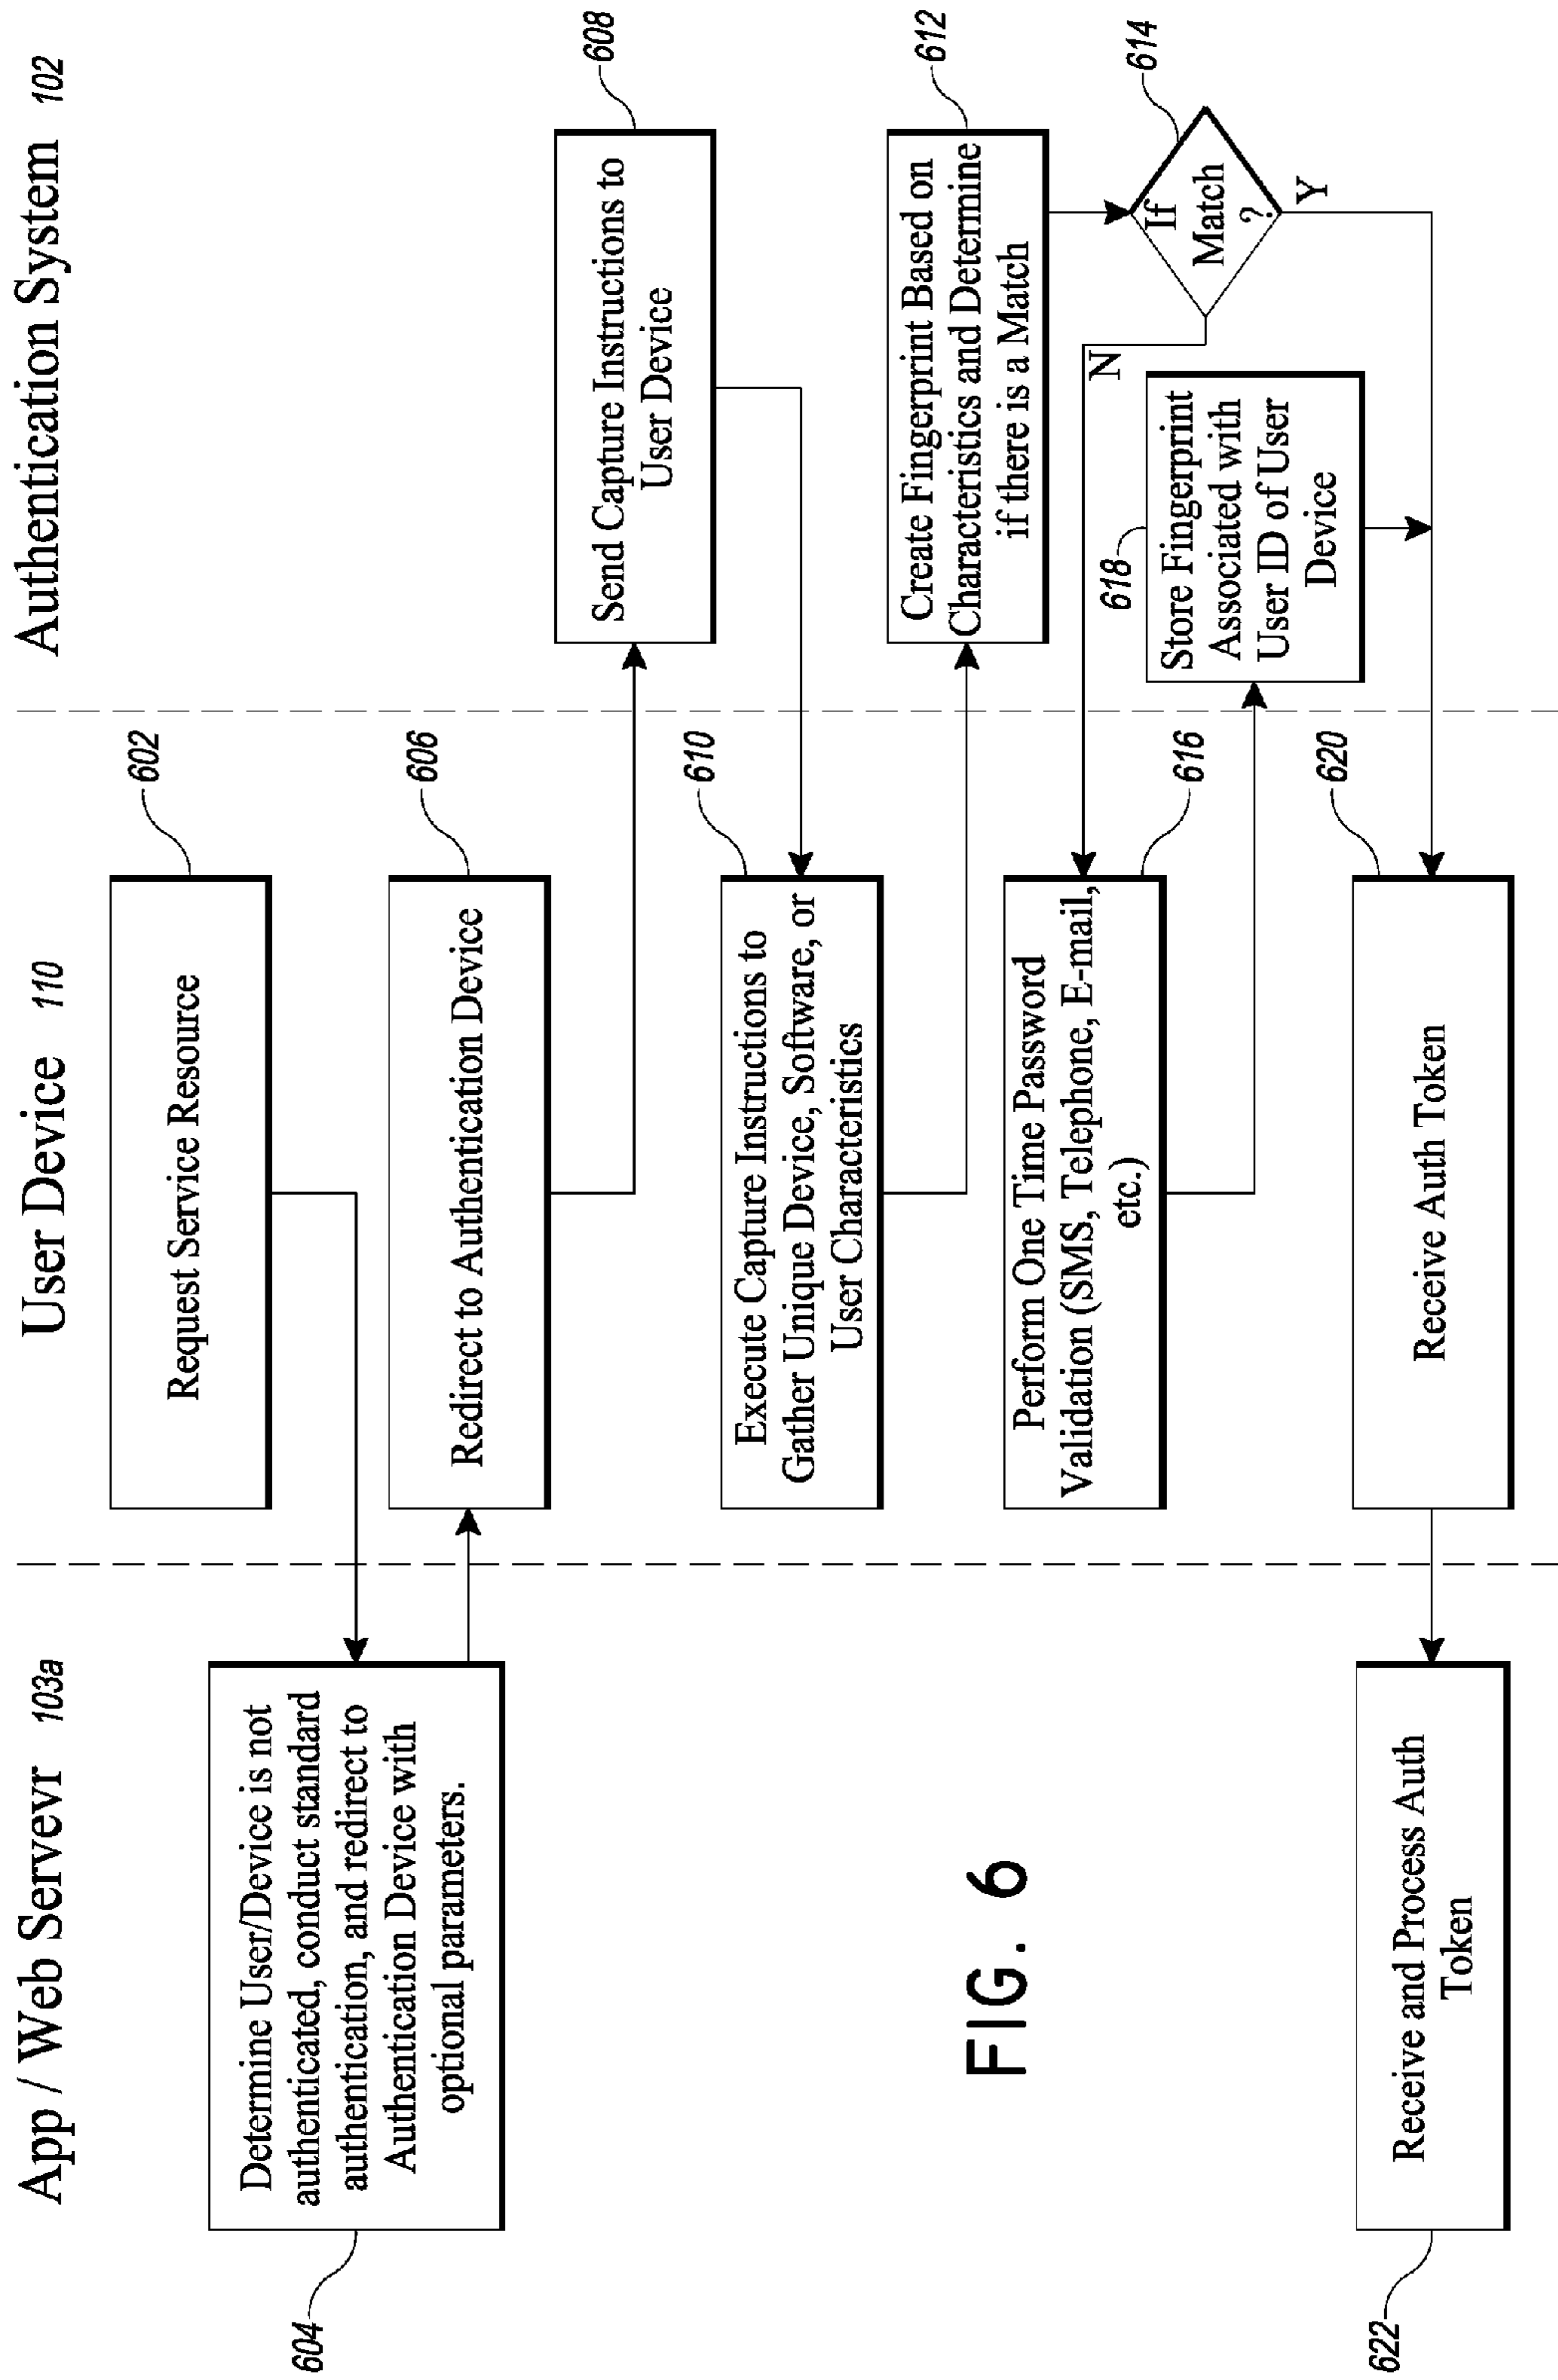 App / Web Servevr 103a
User Device 110
Authentication System 102
Request Service Resource
602
Determine User/Device is not
authenticated, conduct standard
authentication, and redirect to
Authentication Device with
optional parameters.
604
Redirect to Authentication Device
606
Send Capture Instructions to
User Device
608
Execute Capture Instructions to
Gather Unique Device, Software, or
User Characteristics
610
Create Fingerprint Based on
Characteristics and Determine
if there is a Match
612
If
Match
?
614
N
Y
Perform One Time Password
Validation (SMS, Telephone, E-mail,
etc.)
616
618
Store Fingerprint
Associated with
User ID of User
Device
Receive Auth Token
620
Receive and Process Auth
Token
622
FIG. 6